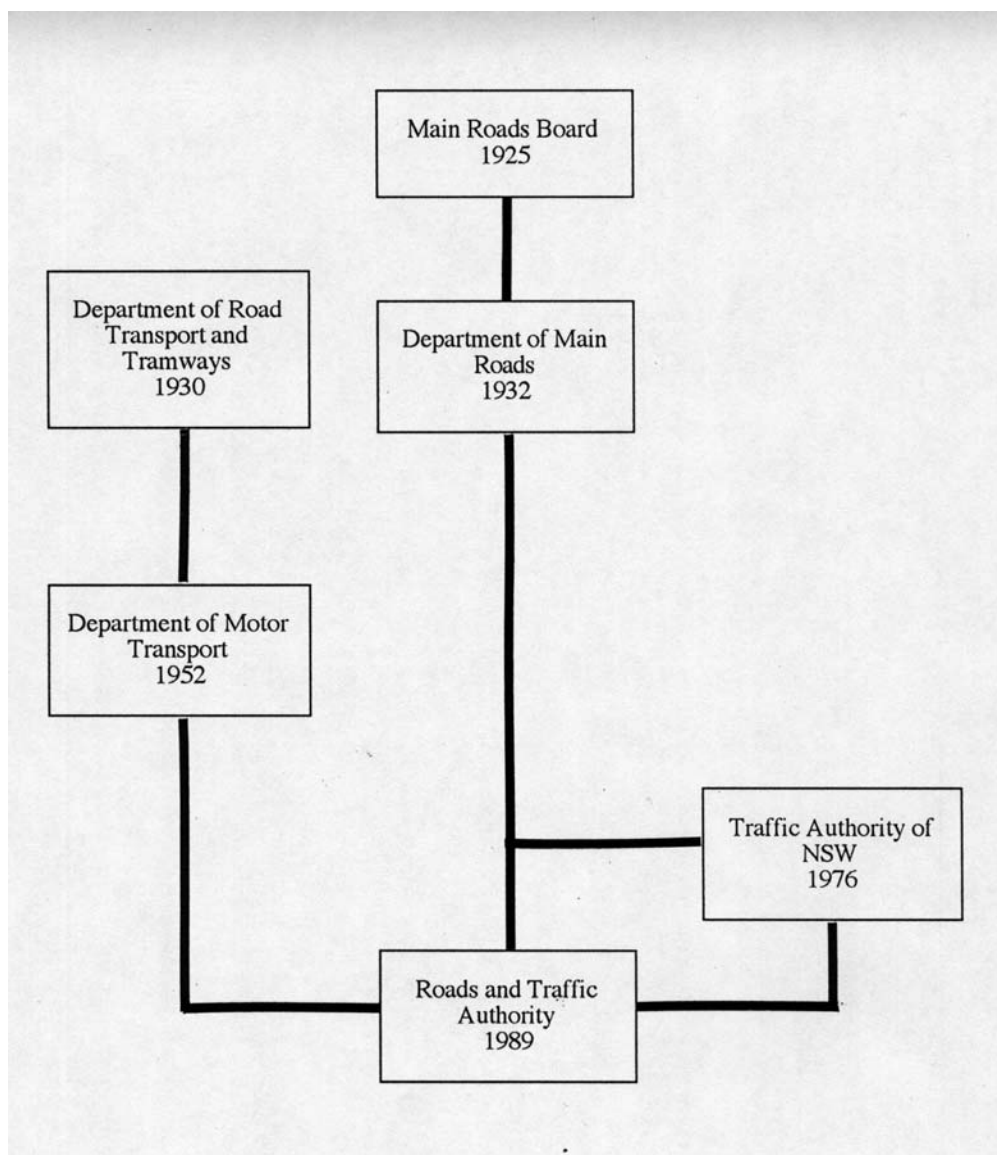 Main Roads Board
1925
Department of Road
Transport and
Tramways
1930
Department of Main
Roads
1932
Department of Motor
Transport
1952
Traffic Authority of
NSW
1976
Roads and Traffic
Authority
1989